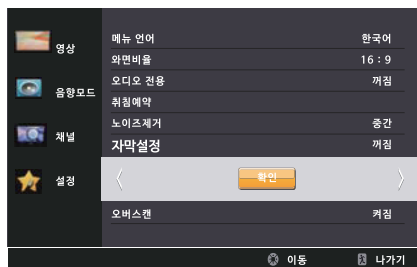 영상
음향모드
채널
설정
메뉴 언어 한국어
와면비율 16 : 9
오디오 전용 꺼짐
취침예약
노이즈제거 중간
자막설정 꺼짐
확인
오버스캔 켜짐
이동 나가기